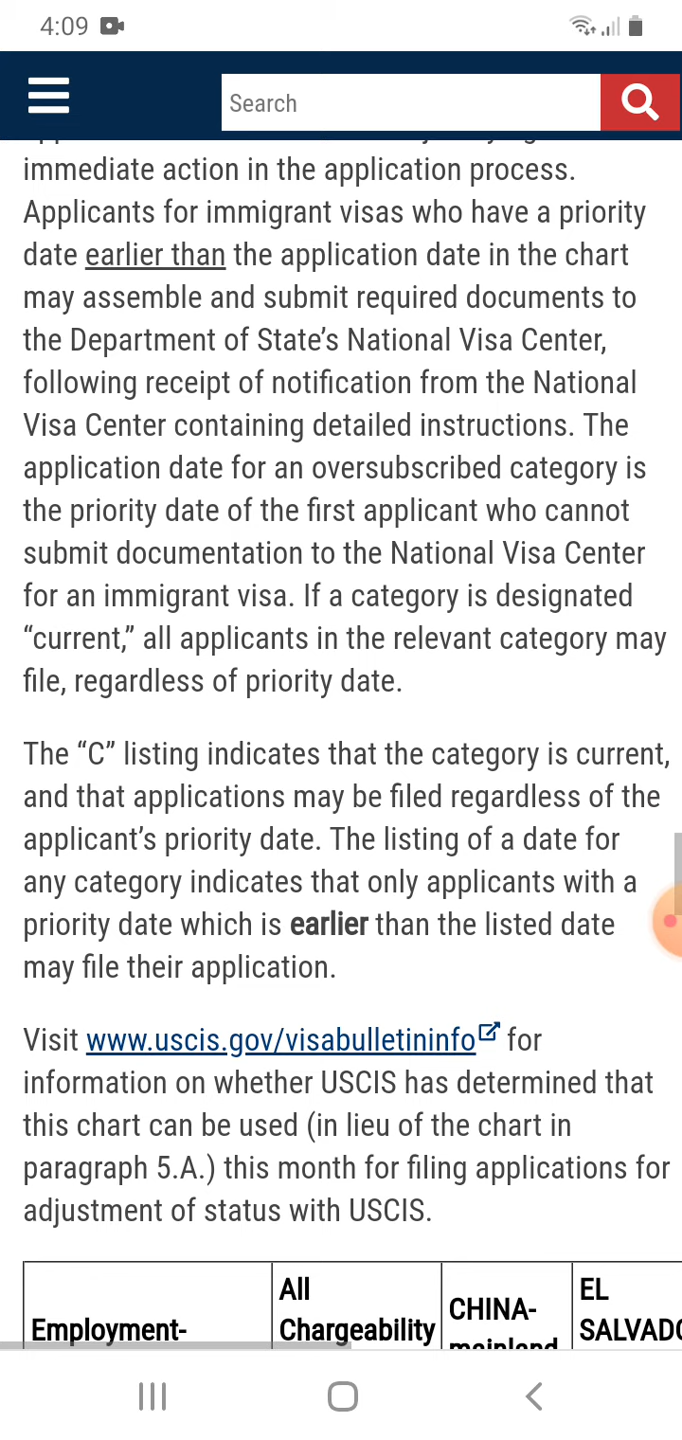 4:09
Search
immediate action in the application process.
Applicants for immigrant visas who have a priority
date earlier than the application date in the chart
may assemble and submit required documents to
the Department of State’s National Visa Center,
following receipt of notification from the National
Visa Center containing detailed instructions. The
application date for an oversubscribed category is
the priority date of the first applicant who cannot
submit documentation to the National Visa Center
for an immigrant visa. If a category is designated
“current,” all applicants in the relevant category may
file, regardless of priority date.
The “C” listing indicates that the category is current,
and that applications may be filed regardless of the
applicant’s priority date. The listing of a date for
any category indicates that only applicants with a
priority date which is earlier than the listed date
may file their application.
Visit www.uscis.gov/visabulletininfo for
information on whether USCIS has determined that
this chart can be used (in lieu of the chart in
paragraph 5.A.) this month for filing applications for
adjustment of status with USCIS.
Employment-
All
Chargeability
CHINA-
mainland
EL